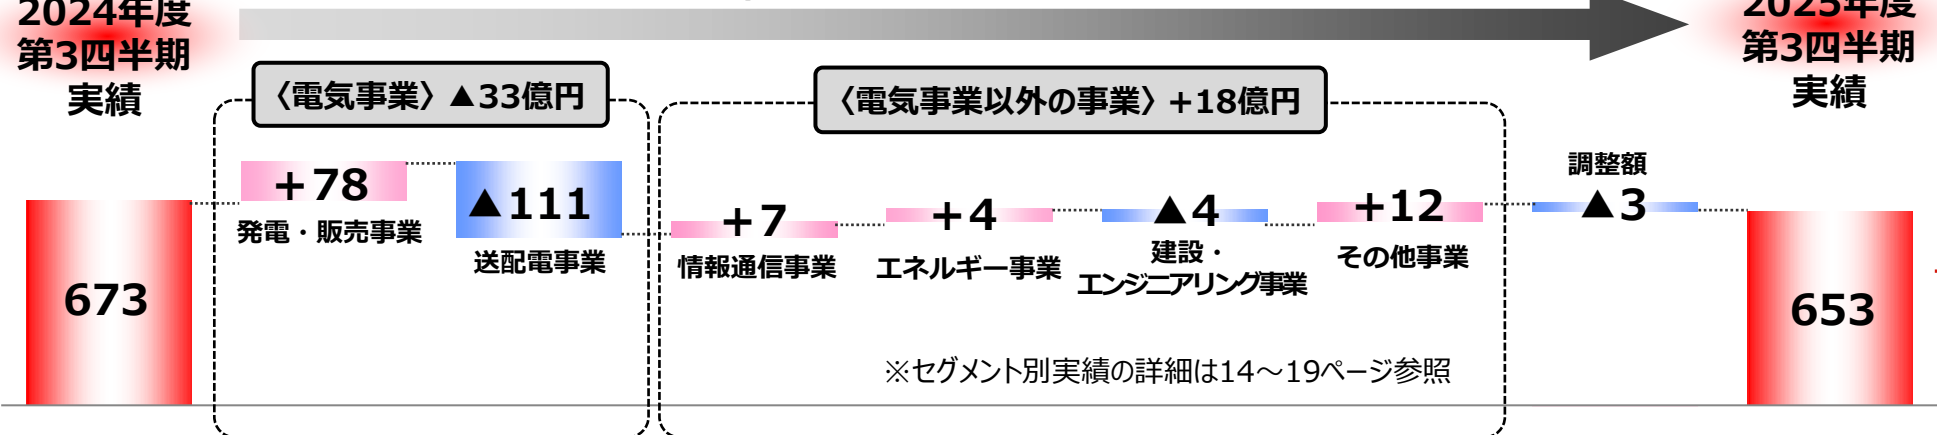 2024年度
第3四半期
実績
2025年度
第3四半期
実績
〈電気事業〉▲33億円
〈電気事業以外の事業〉+18億円
673
+78
発電・販売事業
▲111
送配電事業
+7
情報通信事業
+4
エネルギー事業
▲4
建設・
エンジニアリング事業
+12
その他事業
調整額
▲3
653
※セグメント別実績の詳細は14～19ページ参照